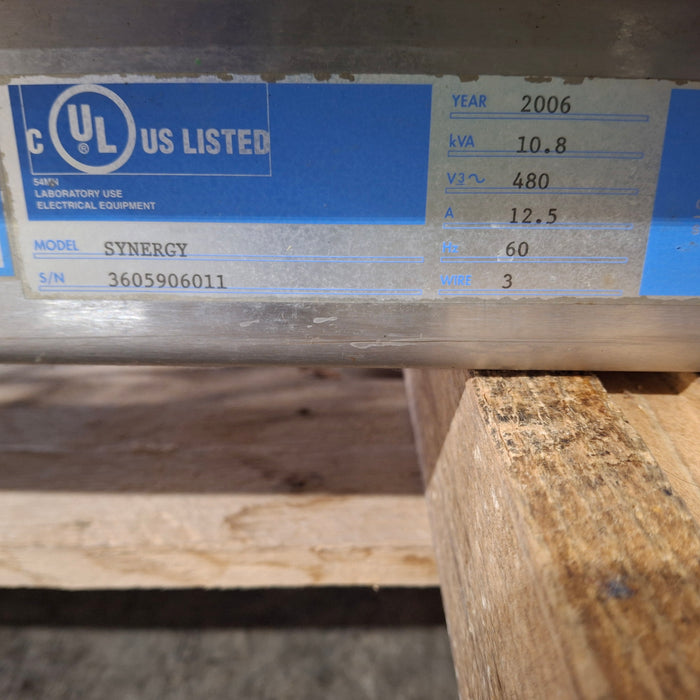 C UL ® US LISTED
54MN
LABORATORY USE
ELECTRICAL EQUIPMENT
MODEL SYNERGY
S/N 3605906011
YEAR 2006
kVA 10.8
V3~ 480
A 12.5
Hz 60
WIRE 3